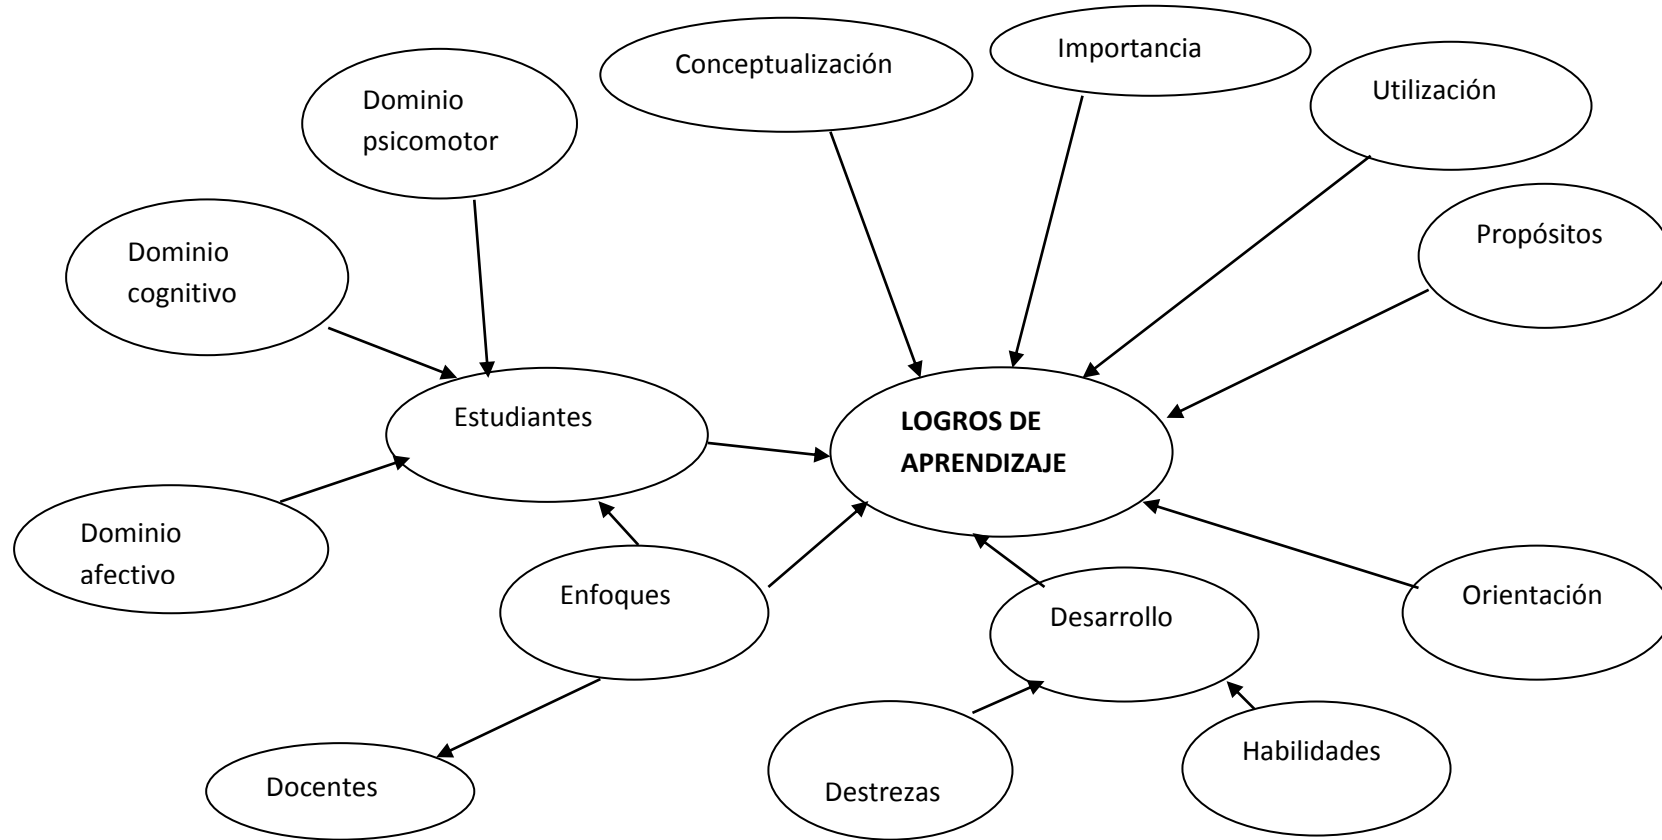 Importancia
Conceptualización
Utilización
Dominio
psicomotor
Propósitos
Dominio
cognitivo
Estudiantes
LOGROS DE
APRENDIZAJE
Dominio
afectivo
Enfoques
Desarrollo
Orientación
Habilidades
Docentes
Destrezas